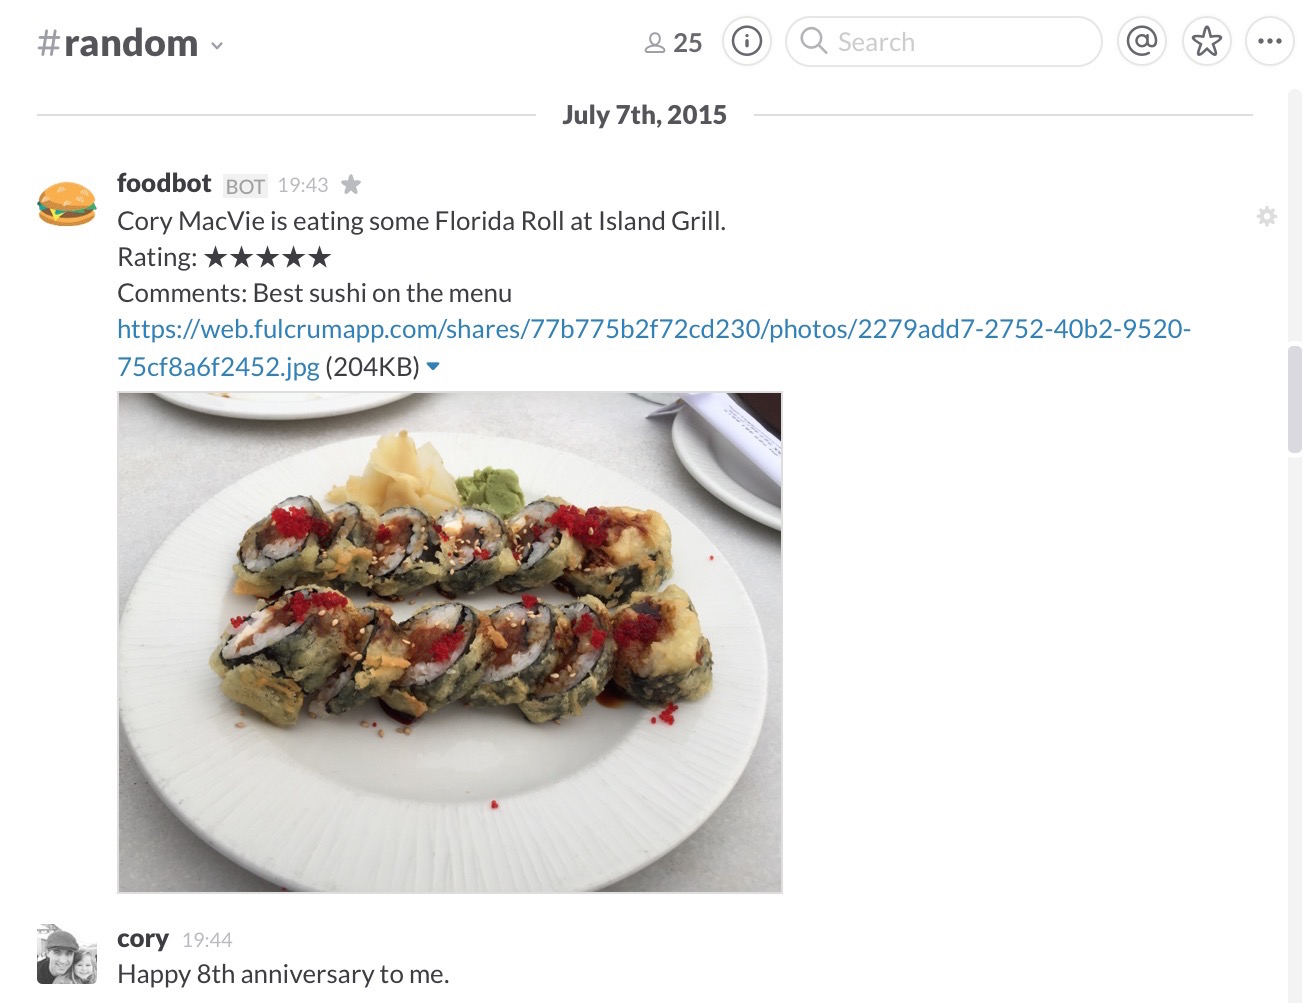 #random
25
Search
July 7th, 2015
foodbot BOT 19:43
Cory MacVie is eating some Florida Roll at Island Grill.
Rating: ★★★★★
Comments: Best sushi on the menu
https://web.fulcrumapp.com/shares/77b775b2f72cd230/photos/2279add7-2752-40b2-9520-
75cf8a6f2452.jpg (204KB)
cory 19:44
Happy 8th anniversary to me.